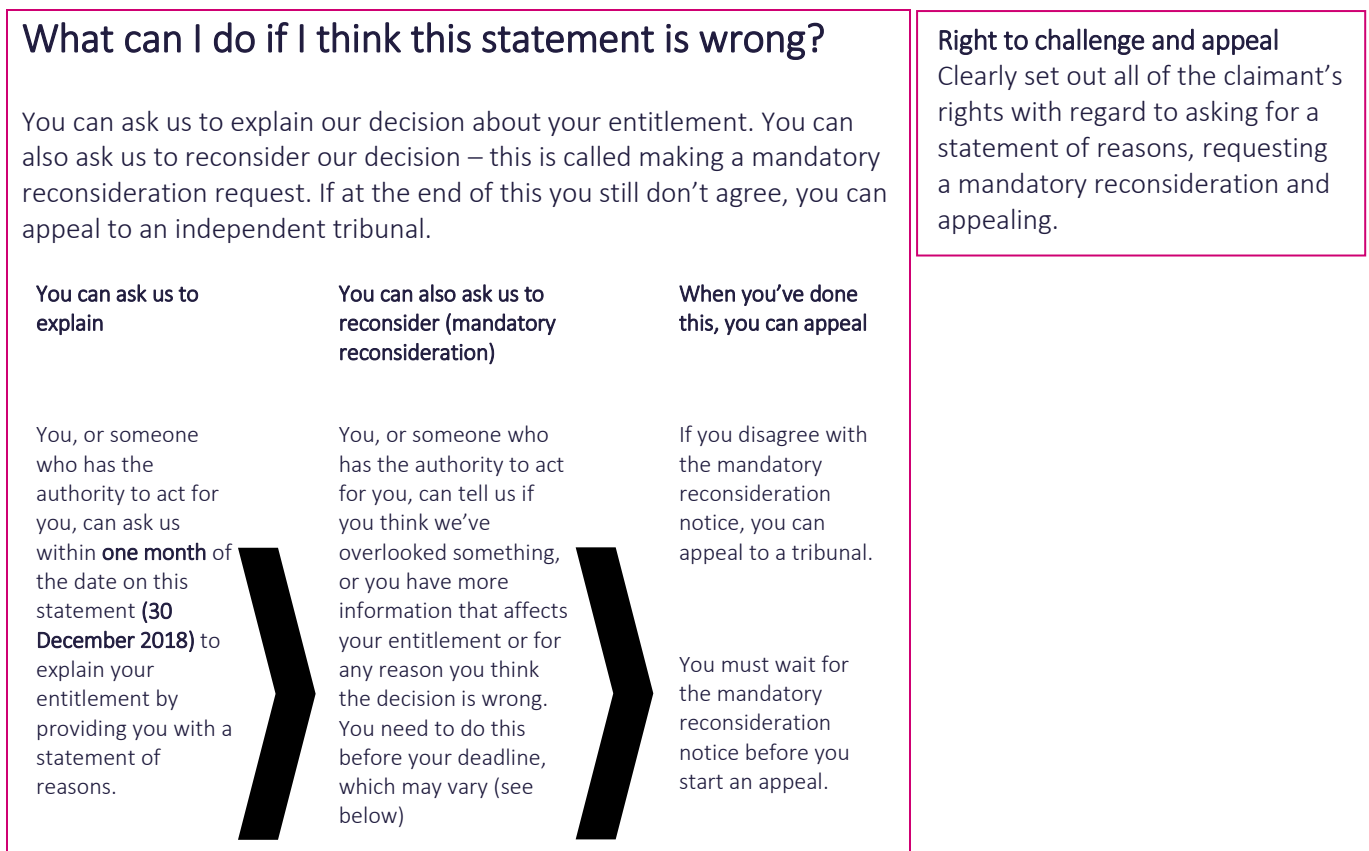 What can I do if I think this statement is wrong?
You can ask us to explain our decision about your entitlement. You can
also ask us to reconsider our decision – this is called making a mandatory
reconsideration request. If at the end of this you still don’t agree, you can
appeal to an independent tribunal.
You can ask us to
explain
You, or someone
who has the
authority to act for
you, can ask us
within one month of
the date on this
statement (30
December 2018) to
explain your
entitlement by
providing you with a
statement of
reasons.
You can also ask us to
reconsider (mandatory
reconsideration)
You, or someone who
has the authority to act
for you, can tell us if
you think we’ve
overlooked something,
or you have more
information that affects
your entitlement or for
any reason you think
the decision is wrong.
You need to do this
before your deadline,
which may vary (see
below)
When you’ve done
this, you can appeal
If you disagree with
the mandatory
reconsideration
notice, you can
appeal to a tribunal.
You must wait for
the mandatory
reconsideration
notice before you
start an appeal.
Right to challenge and appeal
Clearly set out all of the claimant’s
rights with regard to asking for a
statement of reasons, requesting
a mandatory reconsideration and
appealing.